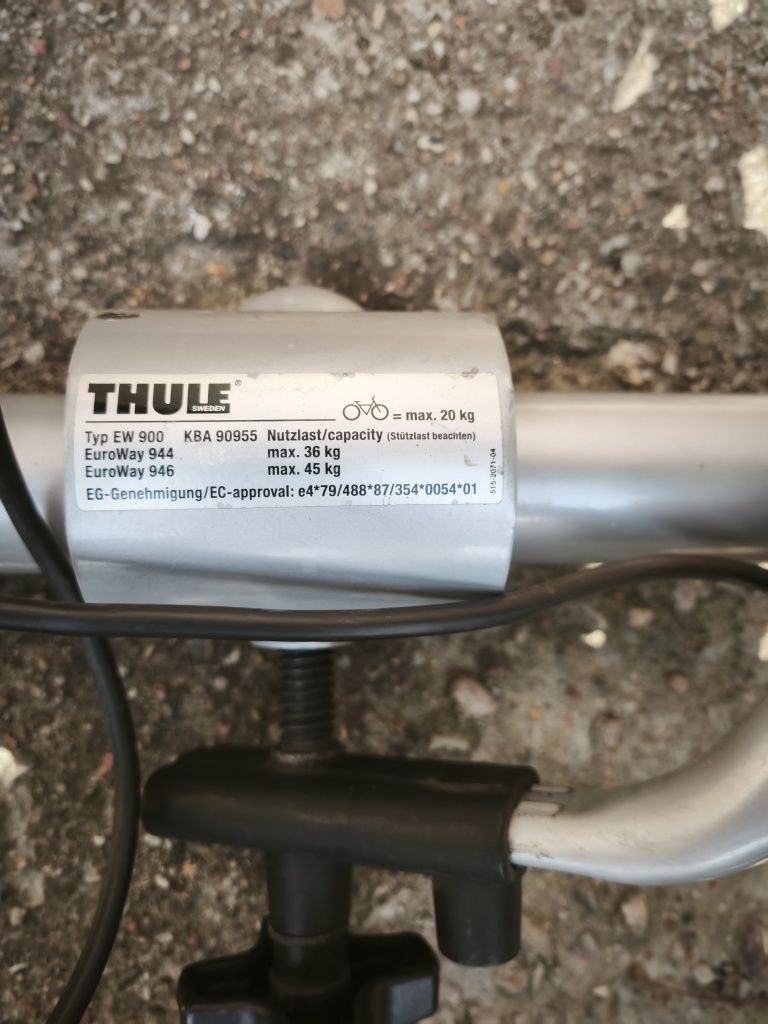 THULE®
SWEDEN
= max. 20 kg
Typ EW 900 KBA 90955 Nutzlast/capacity (Stützlast beachten)
EuroWay 944 max. 36 kg
EuroWay 946 max. 45 kg
EG-Genehmigung/EC-approval: e4*79/488*87/354*0054*01
515-2071-04